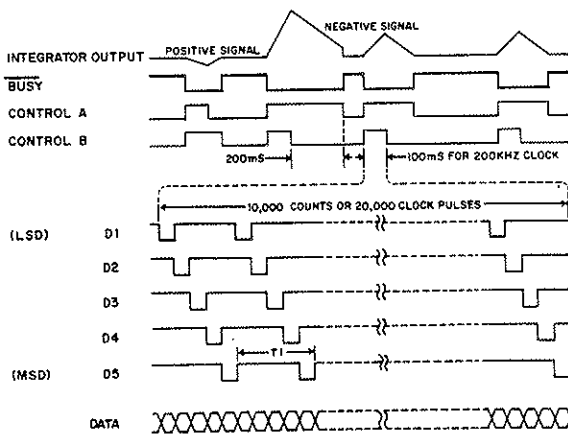 POSITIVE SIGNAL
NEGATIVE SIGNAL
INTEGRATOR OUTPUT
BUSY
CONTROL A
CONTROL B
200mS
100mS FOR 200KHZ CLOCK
10,000 COUNTS OR 20,000 CLOCK PULSES
(LSD) D1
D2
D3
D4
T1
(MSD) D5
DATA